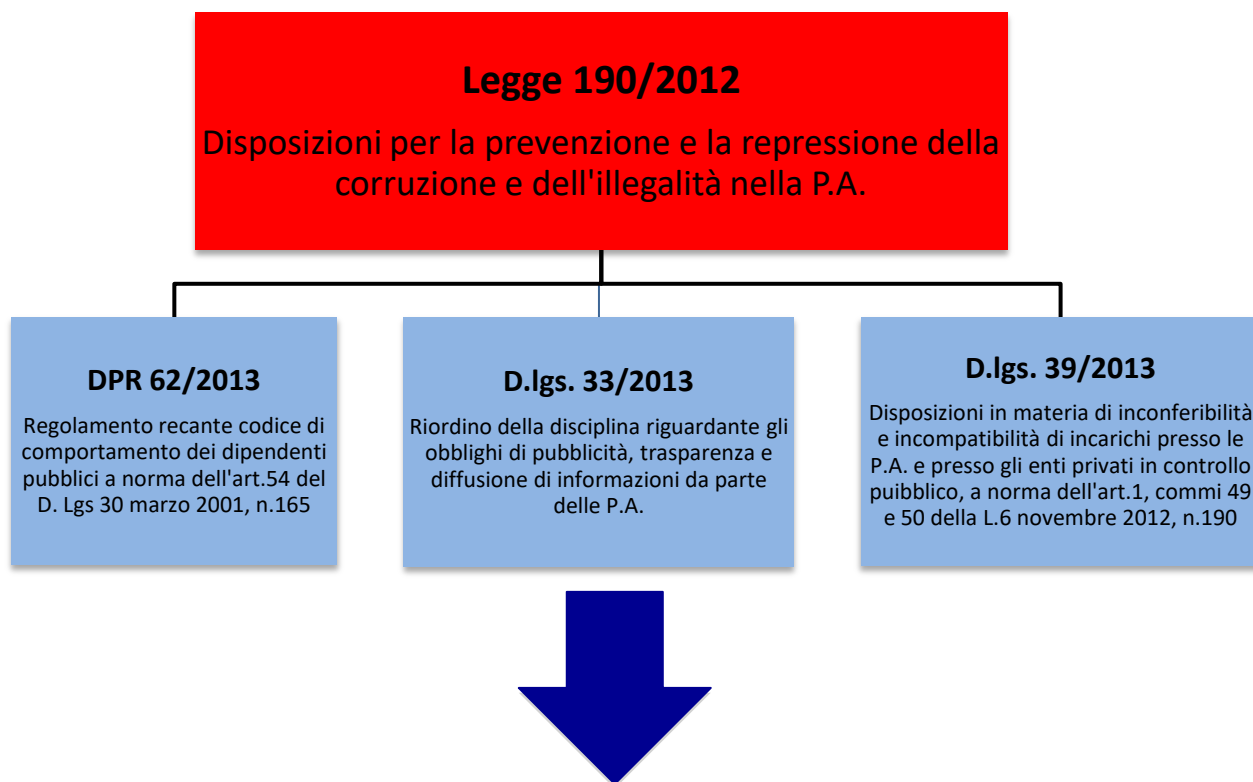 Legge 190/2012
Disposizioni per la prevenzione e la repressione della
corruzione e dell'illegalità nella P.A.
DPR 62/2013
Regolamento recante codice di
comportamento dei dipendenti
pubblici a norma dell'art.54 del
D. Lgs 30 marzo 2001, n.165
D.lgs. 33/2013
Riordino della disciplina riguardante gli
obblighi di pubblicità, trasparenza e
diffusione di informazioni da parte
delle P.A.
D.lgs. 39/2013
Disposizioni in materia di inconferibilità
e incompatibilità di incarichi presso le
P.A. e presso gli enti privati in controllo
puibblico, a norma dell'art.1, commi 49
e 50 della L.6 novembre 2012, n.190